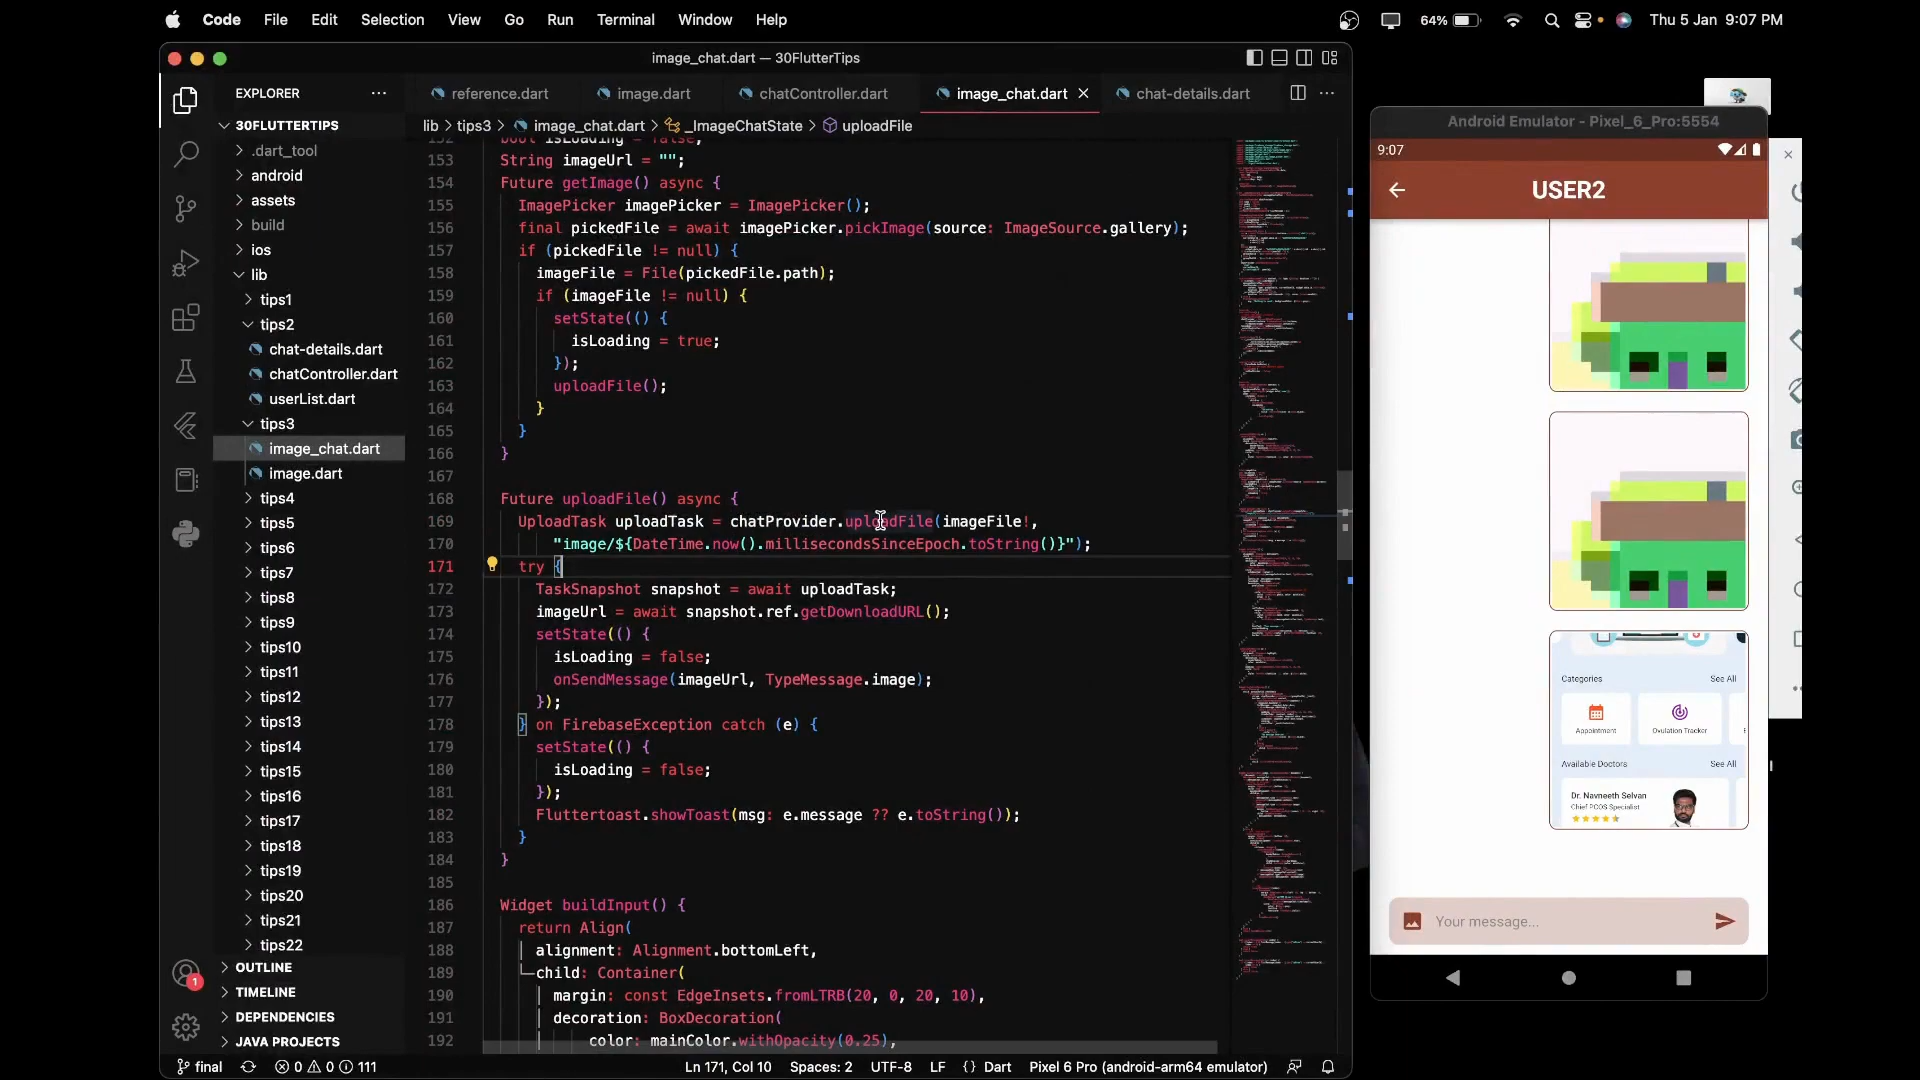 Code File Edit Selection View Go Run Terminal Window Help
64% Thu 5 Jan 9:07 PM
image_chat.dart — 30FlutterTips
EXPLORER
reference.dart image.dart chatController.dart image_chat.dart chat-details.dart
30FLUTTERTIPS
lib > tips3 > image_chat.dart > _ImageChatState > uploadFile
.dart_tool
android
assets
build
ios
lib
tips1
tips2
chat-details.dart
chatController.dart
userList.dart
tips3
image_chat.dart
image.dart
tips4
tips5
tips6
tips7
tips8
tips9
tips10
tips11
tips12
tips13
tips14
tips15
tips16
tips17
tips18
tips19
tips20
tips21
tips22
OUTLINE
TIMELINE
DEPENDENCIES
JAVA PROJECTS
1
152 bool isLoading = false;
153 String imageUrl = "";
154 Future getImage() async {
155 ImagePicker imagePicker = ImagePicker();
156 final pickedFile = await imagePicker.pickImage(source: ImageSource.gallery);
157 if (pickedFile != null) {
158 imageFile = File(pickedFile.path);
159 if (imageFile != null) {
160 setState(() {
161 isLoading = true;
162 });
163 uploadFile();
164 }
165 }
166 }
167
168 Future uploadFile() async {
169 UploadTask uploadTask = chatProvider.uploadFile(imageFile!,
170 "image/${DateTime.now().millisecondsSinceEpoch.toString()}");
171 try {
172 TaskSnapshot snapshot = await uploadTask;
173 imageUrl = await snapshot.ref.getDownloadURL();
174 setState(() {
175 isLoading = false;
176 onSendMessage(imageUrl, TypeMessage.image);
177 });
178 } on FirebaseException catch (e) {
179 setState(() {
180 isLoading = false;
181 });
182 Fluttertoast.showToast(msg: e.message ?? e.toString());
183 }
184 }
185
186 Widget buildInput() {
187 return Align(
188 alignment: Alignment.bottomLeft,
189 child: Container(
190 margin: const EdgeInsets.fromLTRB(20, 0, 20, 10),
191 decoration: BoxDecoration(
192 color: mainColor.withOpacity(0.25),
final 0 0 111 Ln 171, Col 10 Spaces: 2 UTF-8 LF {} Dart Pixel 6 Pro (android-arm64 emulator)
Android Emulator - Pixel_6_Pro:5554
9:07
USER2
Categories See All
Appointment Ovulation Tracker
Available Doctors See All
Dr. Navneeth Selvan
Chief PCOS Specialist
Your message...